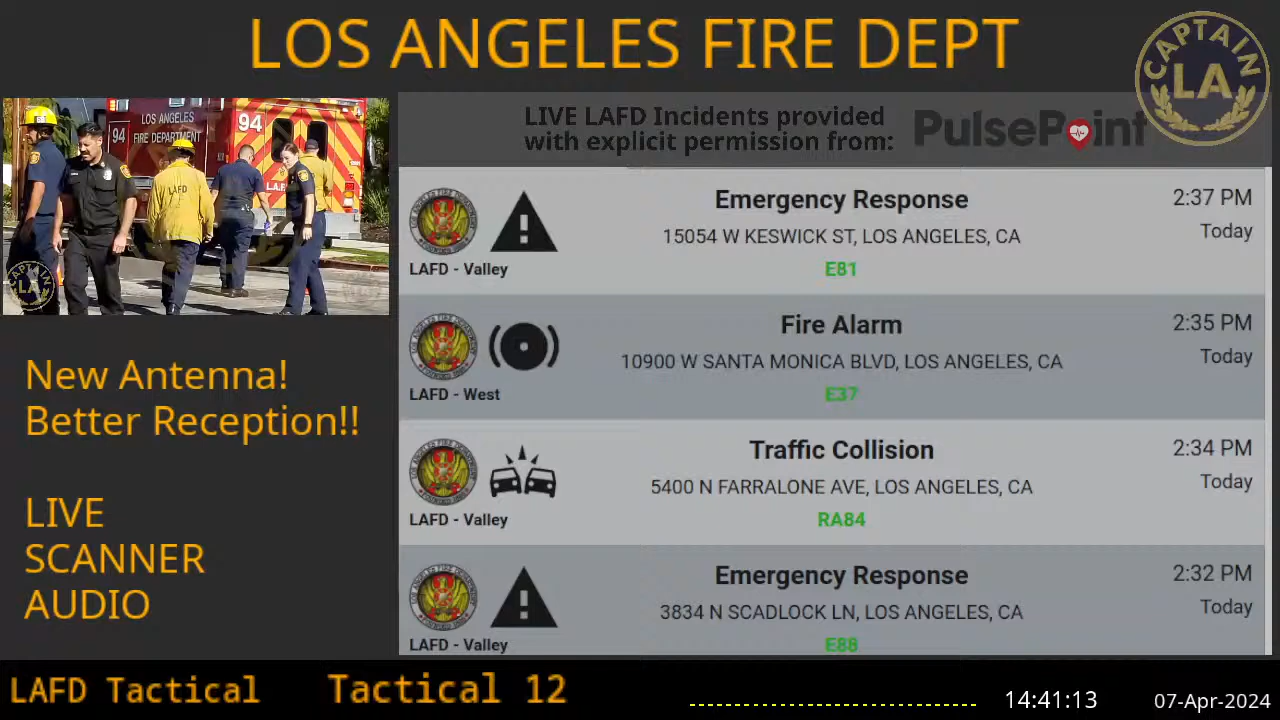 LOS ANGELES FIRE DEPT
CAPTAIN
LA
LIVE LAFD Incidents provided
with explicit permission from:
PulsePoint
94
LOS ANGELES
FIRE DEPARTMENT
94
LAFD
L.A.F.D
CAPTAIN
LA
Emergency Response
2:37 PM
15054 W KESWICK ST, LOS ANGELES, CA
Today
LAFD - Valley
E81
Fire Alarm
2:35 PM
10900 W SANTA MONICA BLVD, LOS ANGELES, CA
Today
LAFD - West
E37
Traffic Collision
2:34 PM
5400 N FARRALONE AVE, LOS ANGELES, CA
Today
LAFD - Valley
RA84
Emergency Response
2:32 PM
3834 N SCADLOCK LN, LOS ANGELES, CA
Today
LAFD - Valley
E88
New Antenna!
Better Reception!!
LIVE
SCANNER
AUDIO
LAFD Tactical
Tactical 12
14:41:13
07-Apr-2024